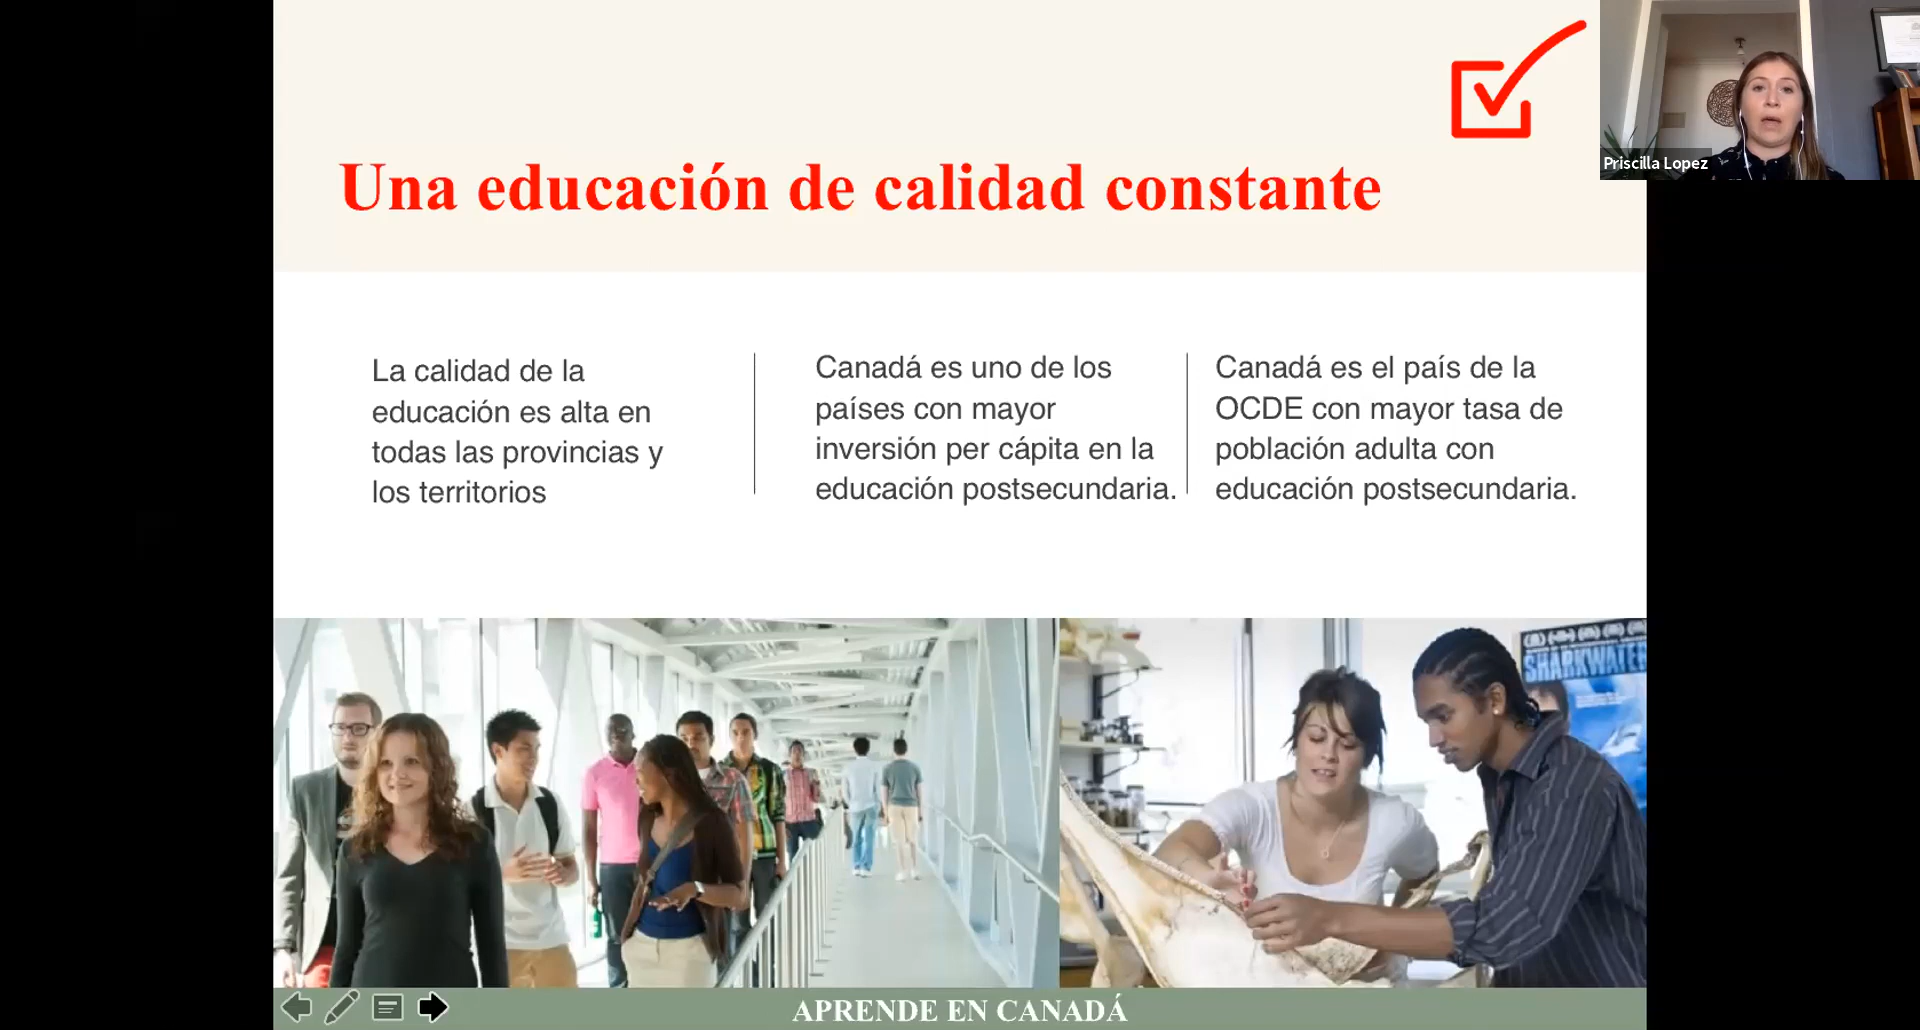 Una educación de calidad constante
Priscilla Lopez
La calidad de la
educación es alta en
todas las provincias y
los territorios
Canadá es uno de los
países con mayor
inversión per cápita en la
educación postsecundaria.
Canadá es el país de la
OCDE con mayor tasa de
población adulta con
educación postsecundaria.
SHARKWATER
APRENDE EN CANADÁ